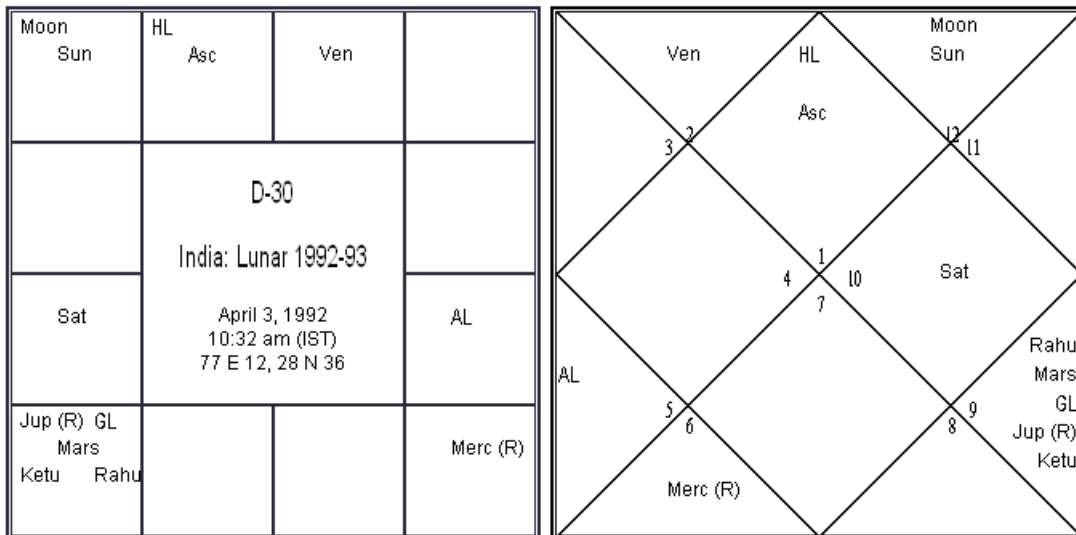 Moon
Sun
HL
Asc
Ven
D-30
India: Lunar 1992-93
April 3, 1992
10:32 am (IST)
77 E 12, 28 N 36
Sat
AL
Jup (R) GL
Mars
Ketu Rahu
Merc (R)
Moon
Ven HL Sun
Asc
2 12
3 11
1
4 10
7
Sat
AL
Rahu
Mars
GL
Jup (R)
Ketu
5 9
6 8
Merc (R)